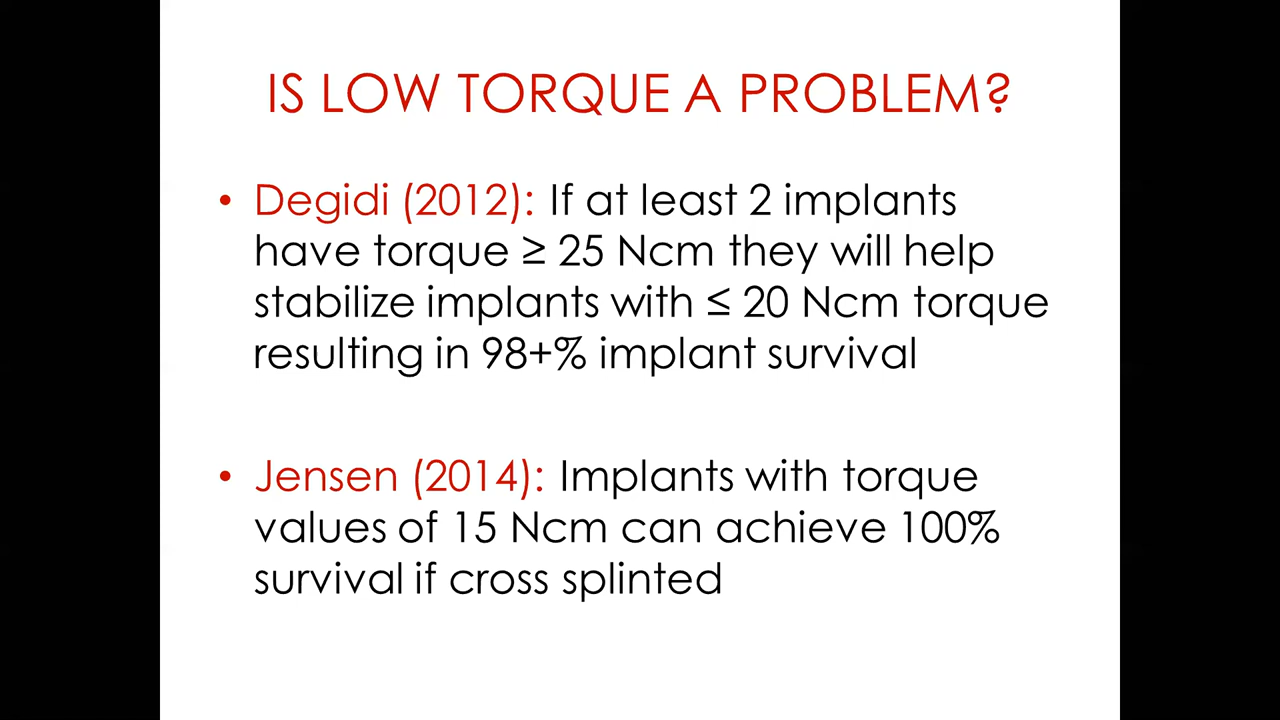 IS LOW TORQUE A PROBLEM?
• Degidi (2012): If at least 2 implants
have torque ≥ 25 Ncm they will help
stabilize implants with ≤ 20 Ncm torque
resulting in 98+% implant survival
• Jensen (2014): Implants with torque
values of 15 Ncm can achieve 100%
survival if cross splinted